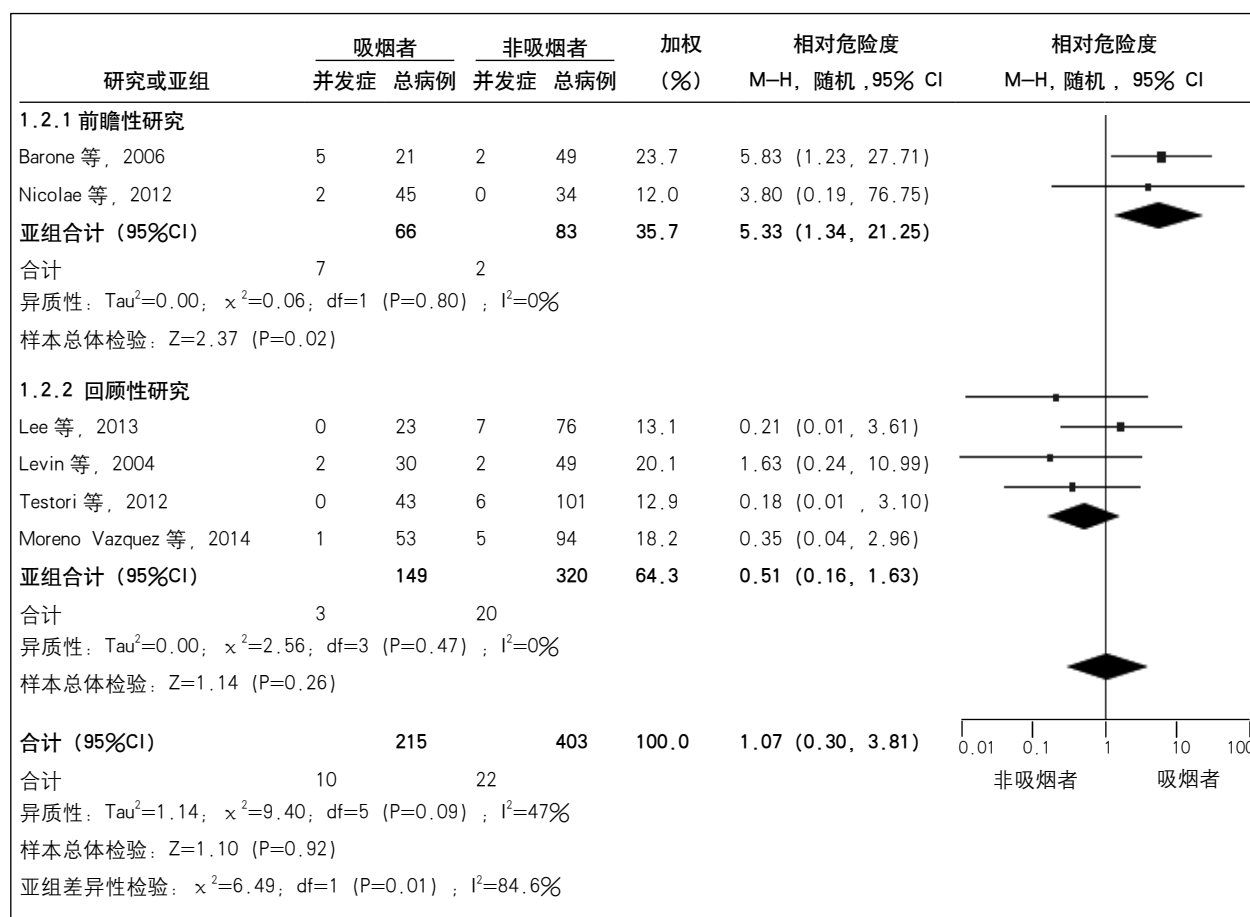 吸烟者 非吸烟者 加权 相对危险度 相对危险度
研究或亚组 并发症 总病例 并发症 总病例 (%) M—H, 随机,95% CI M—H, 随机, 95% CI
1.2.1 前瞻性研究
Barone 等, 2006 5 21 2 49 23.7 5.83 (1.23, 27.71)
Nicolae 等, 2012 2 45 0 34 12.0 3.80 (0.19, 76.75)
亚组合计 (95%CI) 66 83 35.7 5.33 (1.34, 21.25)
合计 7 2
异质性: Tau²=0.00; x²=0.06; df=1 (P=0.80) ; I²=0%
样本总体检验: Z=2.37 (P=0.02)
1.2.2 回顾性研究
Lee 等, 2013 0 23 7 76 13.1 0.21 (0.01, 3.61)
Levin 等, 2004 2 30 2 49 20.1 1.63 (0.24, 10.99)
Testori 等, 2012 0 43 6 101 12.9 0.18 (0.01 , 3.10)
Moreno Vazquez 等, 2014 1 53 5 94 18.2 0.35 (0.04, 2.96)
亚组合计 (95%CI) 149 320 64.3 0.51 (0.16, 1.63)
合计 3 20
异质性: Tau²=0.00; x²=2.56; df=3 (P=0.47) ; I²=0%
样本总体检验: Z=1.14 (P=0.26)
合计 (95%CI) 215 403 100.0 1.07 (0.30, 3.81)
0.01 0.1 1 10 100
合计 10 22
非吸烟者 吸烟者
异质性: Tau²=1.14; x²=9.40; df=5 (P=0.09) ; I²=47%
样本总体检验: Z=1.10 (P=0.92)
亚组差异性检验: x²=6.49; df=1 (P=0.01) ; I²=84.6%